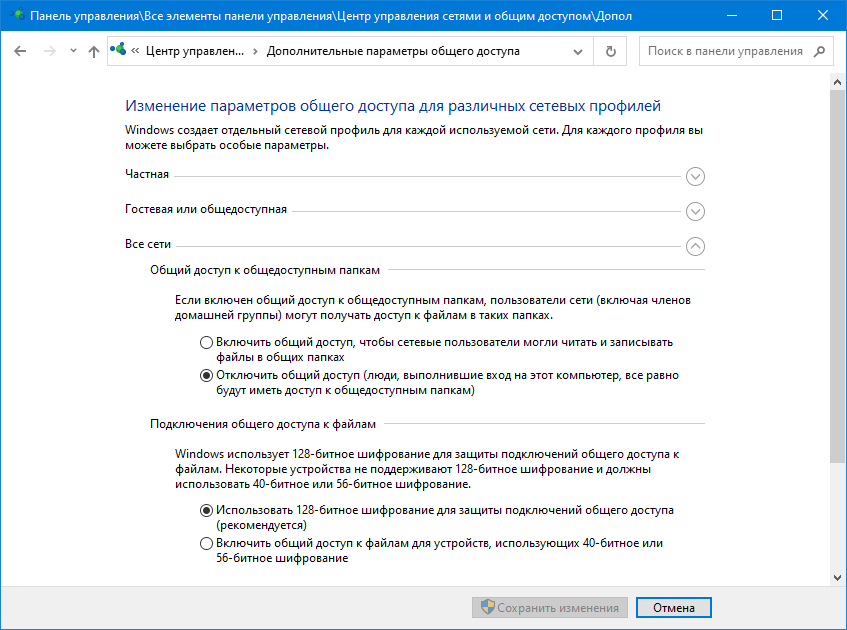 Панель управления\Все элементы панели управления\Центр управления сетями и общим доступом\Допол
« Центр управлен... › Дополнительные параметры общего доступа
Поиск в панели управления
Изменение параметров общего доступа для различных сетевых профилей
Windows создает отдельный сетевой профиль для каждой используемой сети. Для каждого профиля вы
можете выбрать особые параметры.
Частная
Гостевая или общедоступная
Все сети
Общий доступ к общедоступным папкам
Если включен общий доступ к общедоступным папкам, пользователи сети (включая членов
домашней группы) могут получать доступ к файлам в таких папках.
Включить общий доступ, чтобы сетевые пользователи могли читать и записывать
файлы в общих папках
Отключить общий доступ (люди, выполнившие вход на этот компьютер, все равно
будут иметь доступ к общедоступным папкам)
Подключения общего доступа к файлам
Windows использует 128-битное шифрование для защиты подключений общего доступа к
файлам. Некоторые устройства не поддерживают 128-битное шифрование и должны
использовать 40-битное или 56-битное шифрование.
Использовать 128-битное шифрование для защиты подключений общего доступа
(рекомендуется)
Включить общий доступ к файлам для устройств, использующих 40-битное или
56-битное шифрование
Сохранить изменения
Отмена